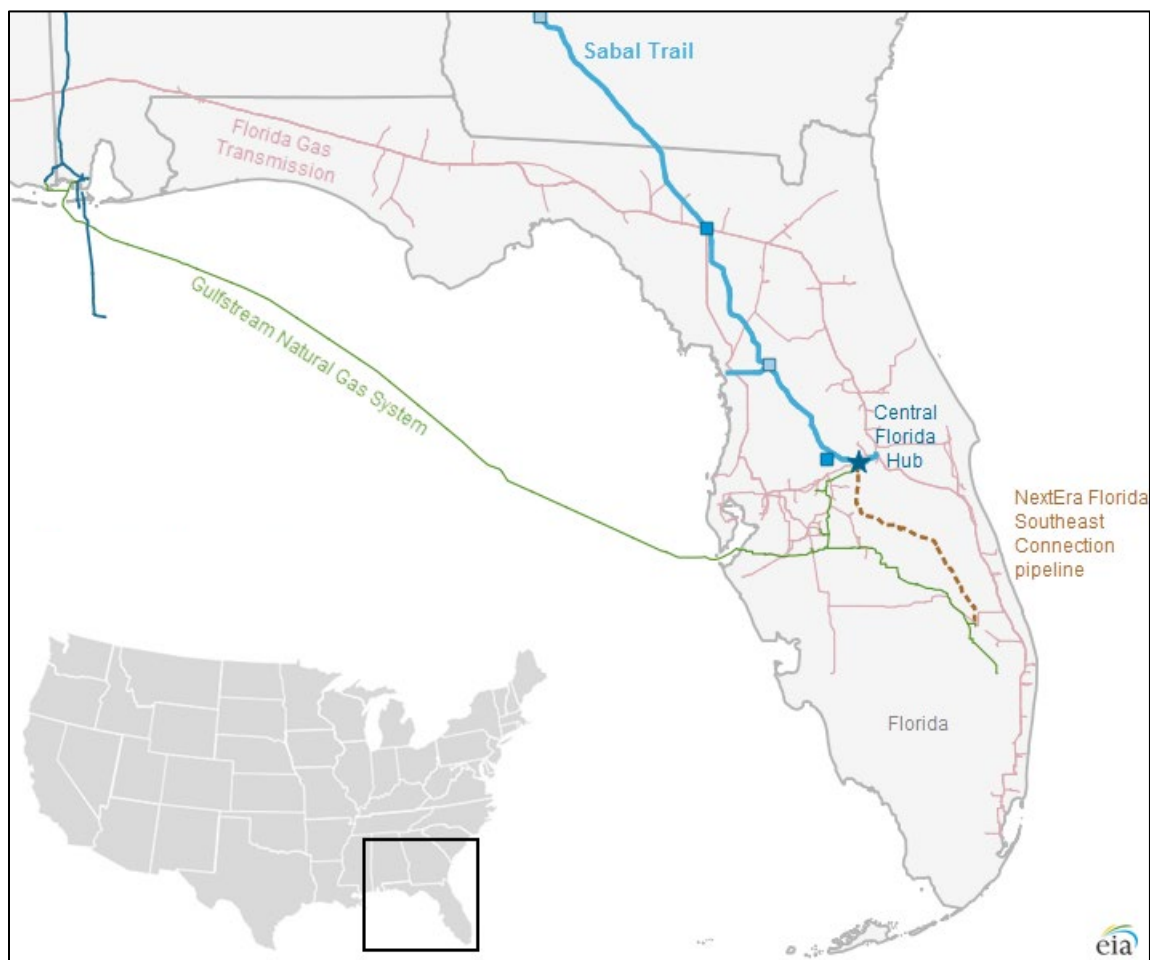 Sabal Trail
Florida Gas
Transmission
Gulfstream Natural Gas System
Central
Florida
Hub
NextEra Florida
Southeast
Connection
pipeline
Florida
eia